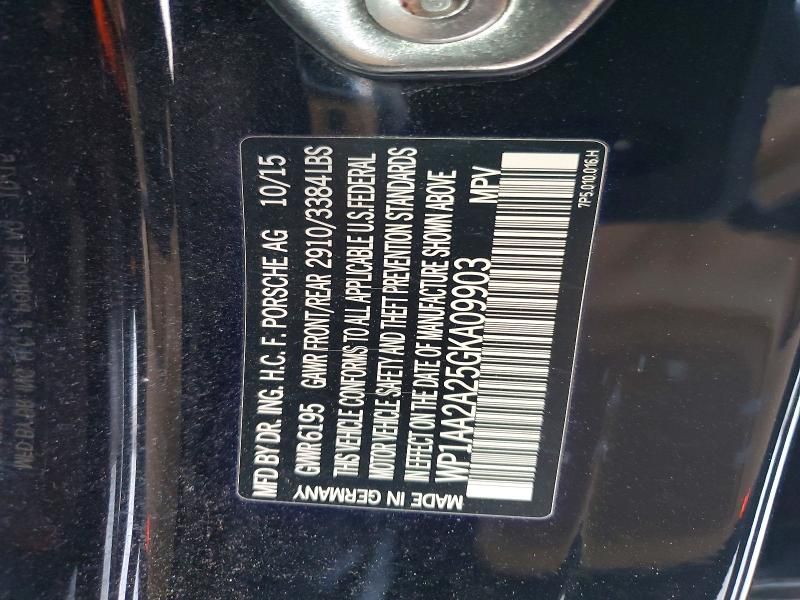 MFD BY DR. ING. H.C. F. PORSCHE AG 10/15
GWR 6195 GAWR FRONT/REAR 2910/3384 LBS
THIS VEHICLE CONFORMS TO ALL APPLICABLE U.S. FEDERAL
MOTOR VEHICLE SAFETY AND THEFT PREVENTION STANDARDS
IN EFFECT ON THE DATE OF MANUFACTURE SHOWN ABOVE
WP1AA2A25GKA09903 MPV
MADE IN GERMANY
7P5.010.016.H